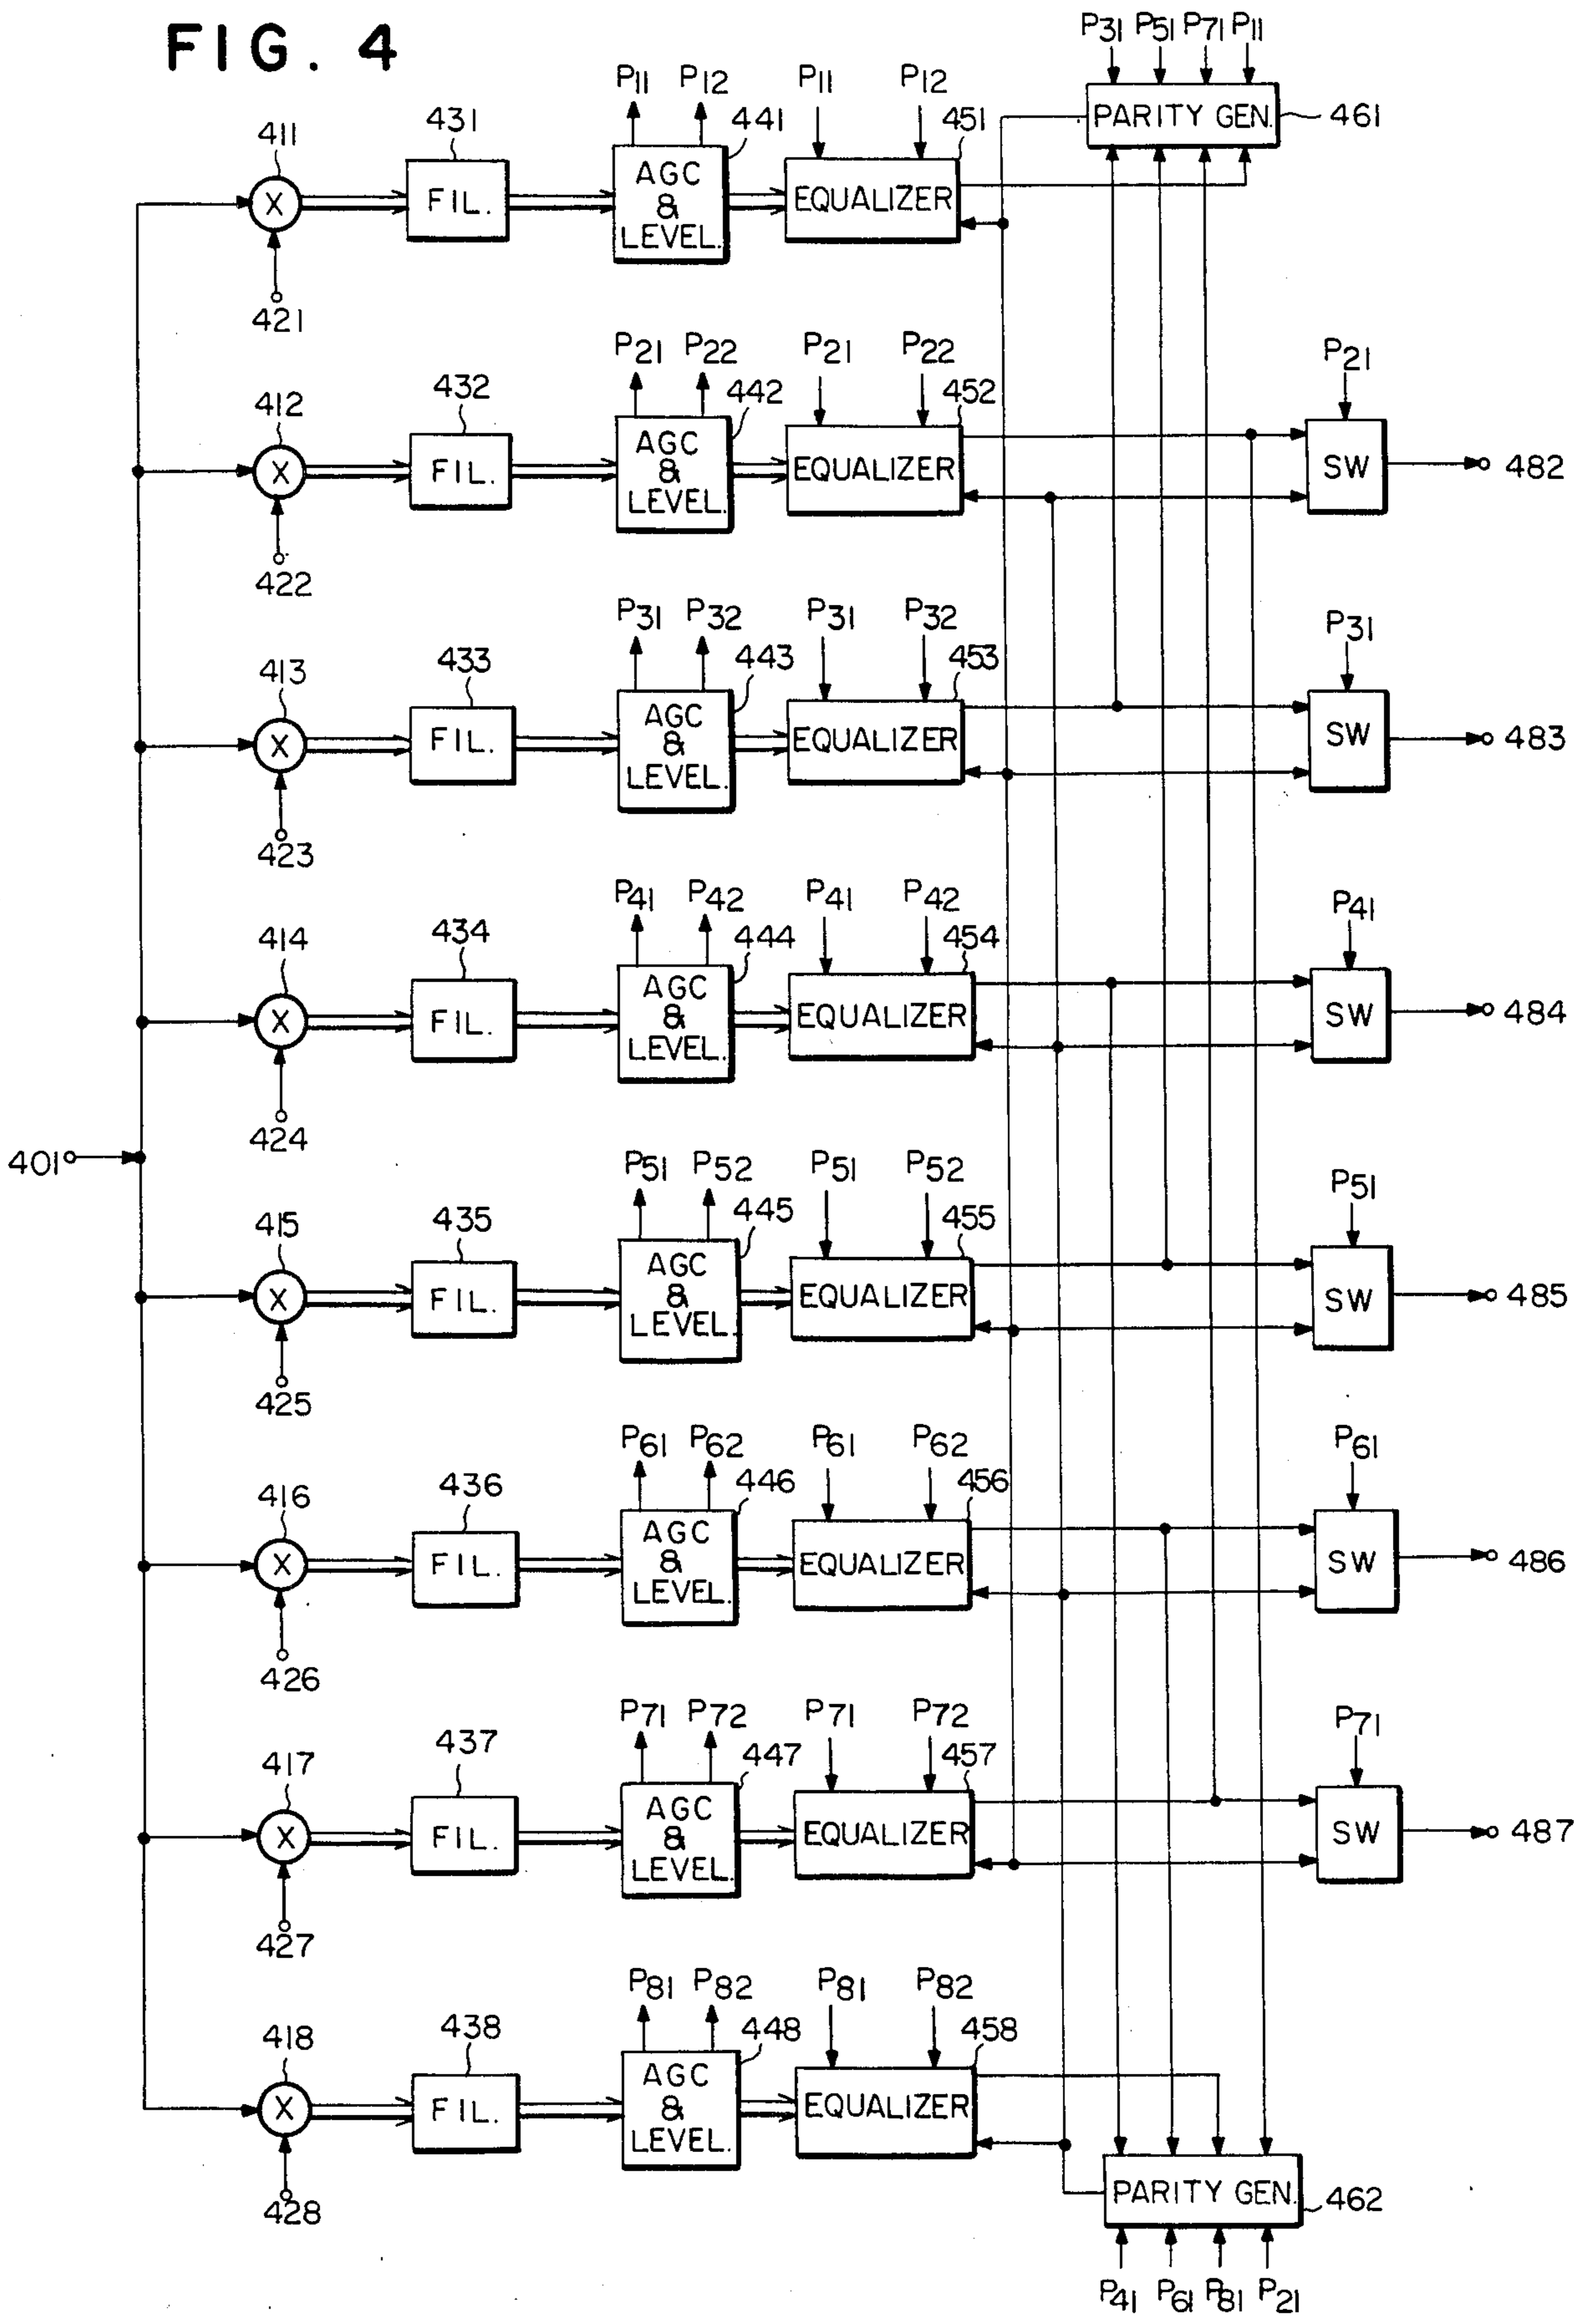 FIG. 4
P31 P51 P71 P11
PARITY GEN. 461
411 431 P11 P12 441 P11 P12 451
X FIL. AGC & LEVEL. EQUALIZER
421
412 432 P21 P22 442 P21 P22 452 P21
X FIL. AGC & LEVEL. EQUALIZER SW 482
422
413 433 P31 P32 443 P31 P32 453 P31
X FIL. AGC & LEVEL. EQUALIZER SW 483
423
414 434 P41 P42 444 P41 P42 454 P41
X FIL. AGC & LEVEL. EQUALIZER SW 484
424
401
415 435 P51 P52 445 P51 P52 455 P51
X FIL. AGC & LEVEL. EQUALIZER SW 485
425
416 436 P61 P62 446 P61 P62 456 P61
X FIL. AGC & LEVEL. EQUALIZER SW 486
426
417 437 P71 P72 447 P71 P72 457 P71
X FIL. AGC & LEVEL. EQUALIZER SW 487
427
418 438 P81 P82 448 P81 P82 458
X FIL. AGC & LEVEL. EQUALIZER
428
PARITY GEN. 462
P41 P61 P81 P21